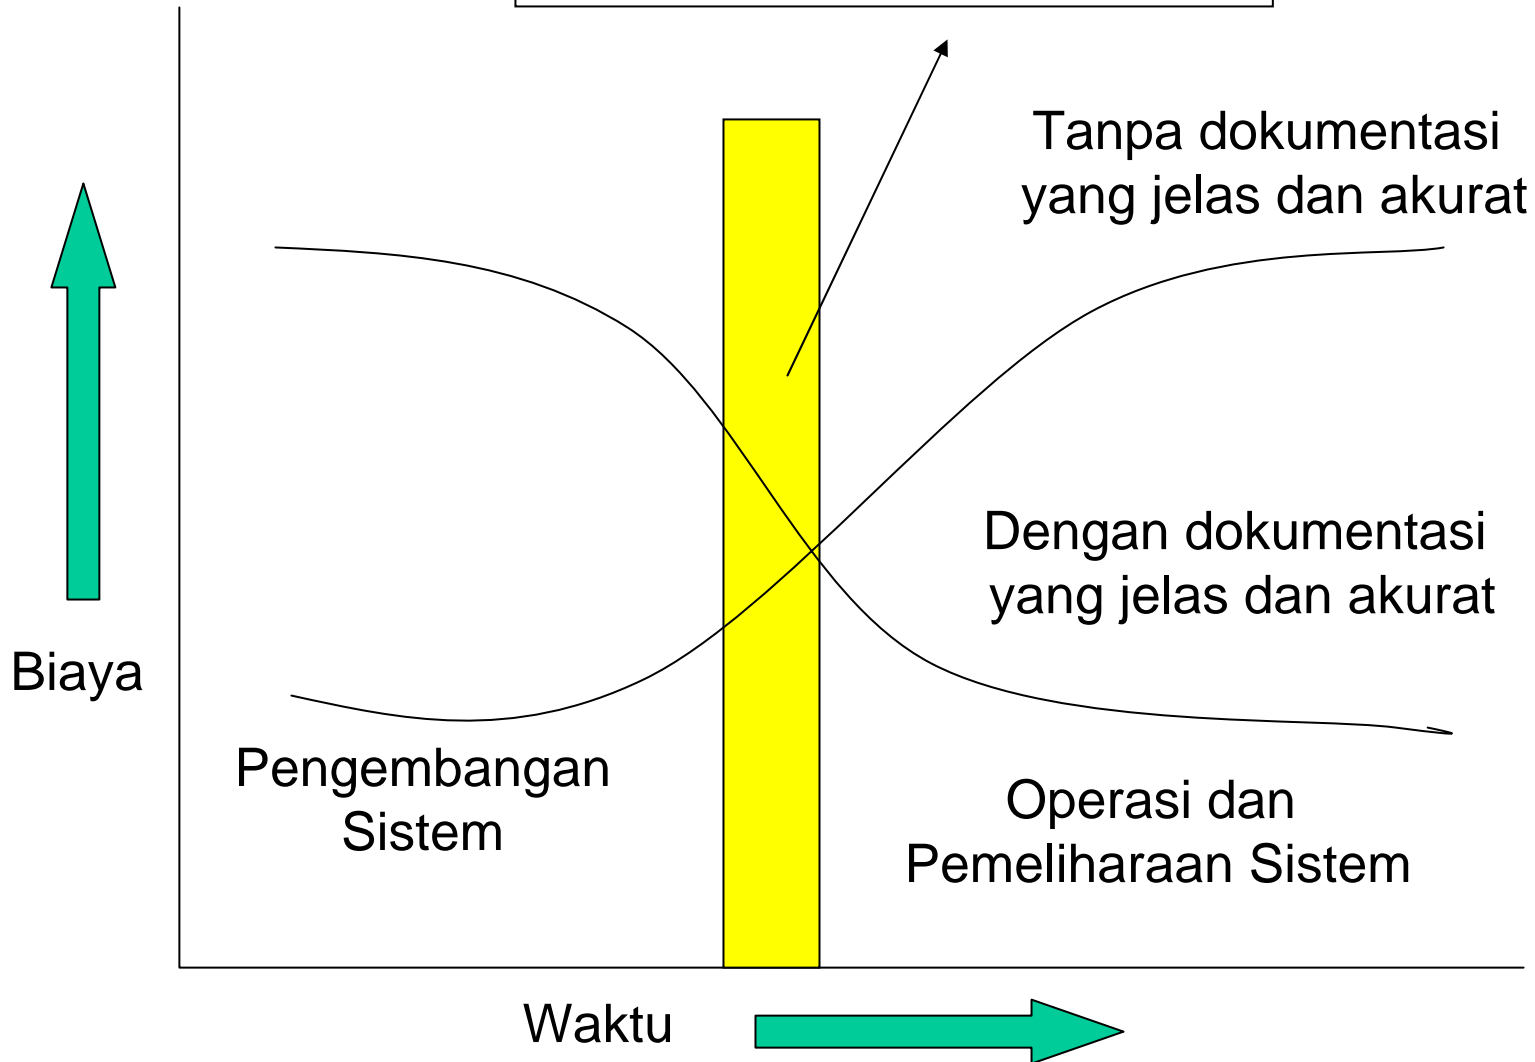 Tanpa dokumentasi
yang jelas dan akurat
Dengan dokumentasi
yang jelas dan akurat
Biaya
Pengembangan
Sistem
Operasi dan
Pemeliharaan Sistem
Waktu